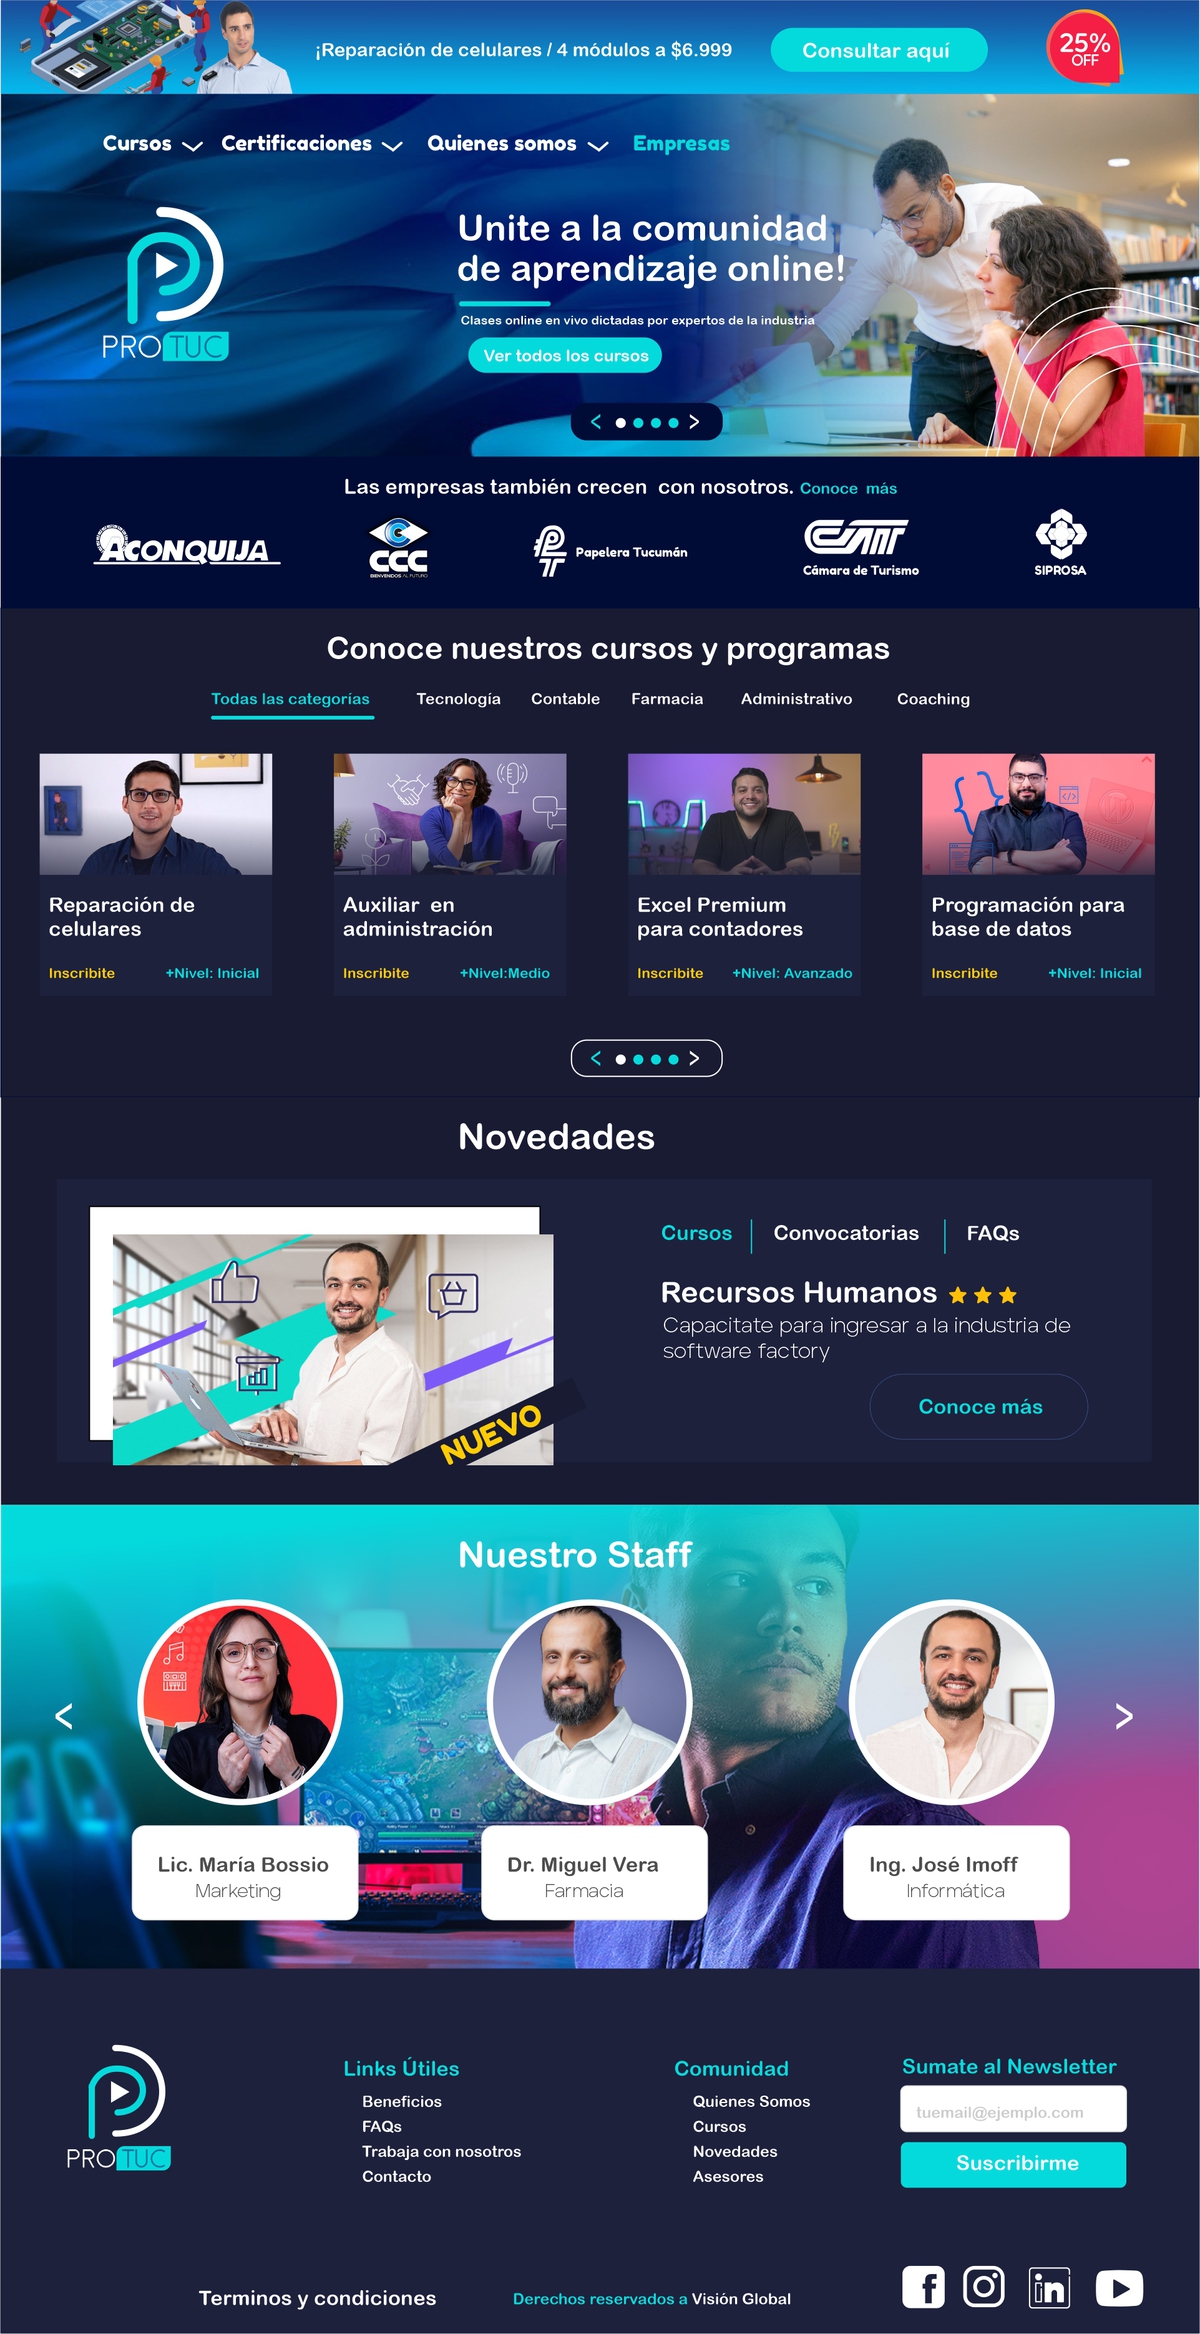 ¡Reparación de celulares / 4 módulos a $6.999
Consultar aquí
25%
OFF
Cursos
Certificaciones
Quienes somos
Empresas
Unite a la comunidad
de aprendizaje online!
Clases online en vivo dictadas por expertos de la industria
Ver todos los cursos
PROTUC
Las empresas también crecen con nosotros. Conoce más
ACONQUIJA
CCC
BIENVENIDOS AL FUTURO
Papelera Tucumán
Cámara de Turismo
SIPROSA
Conoce nuestros cursos y programas
Todas las categorías
Tecnología
Contable
Farmacia
Administrativo
Coaching
Reparación de
celulares
Inscribite
+Nivel: Inicial
Auxiliar en
administración
Inscribite
+Nivel:Medio
Excel Premium
para contadores
Inscribite
+Nivel: Avanzado
Programación para
base de datos
Inscribite
+Nivel: Inicial
Novedades
NUEVO
Cursos
Convocatorias
FAQs
Recursos Humanos
Capacitate para ingresar a la industria de
software factory
Conoce más
Nuestro Staff
Lic. María Bossio
Marketing
Dr. Miguel Vera
Farmacia
Ing. José Imoff
Informática
PROTUC
Links Útiles
Beneficios
FAQs
Trabaja con nosotros
Contacto
Comunidad
Quienes Somos
Cursos
Novedades
Asesores
Sumate al Newsletter
tuemail@ejemplo.com
Suscribirme
Terminos y condiciones
Derechos reservados a Visión Global